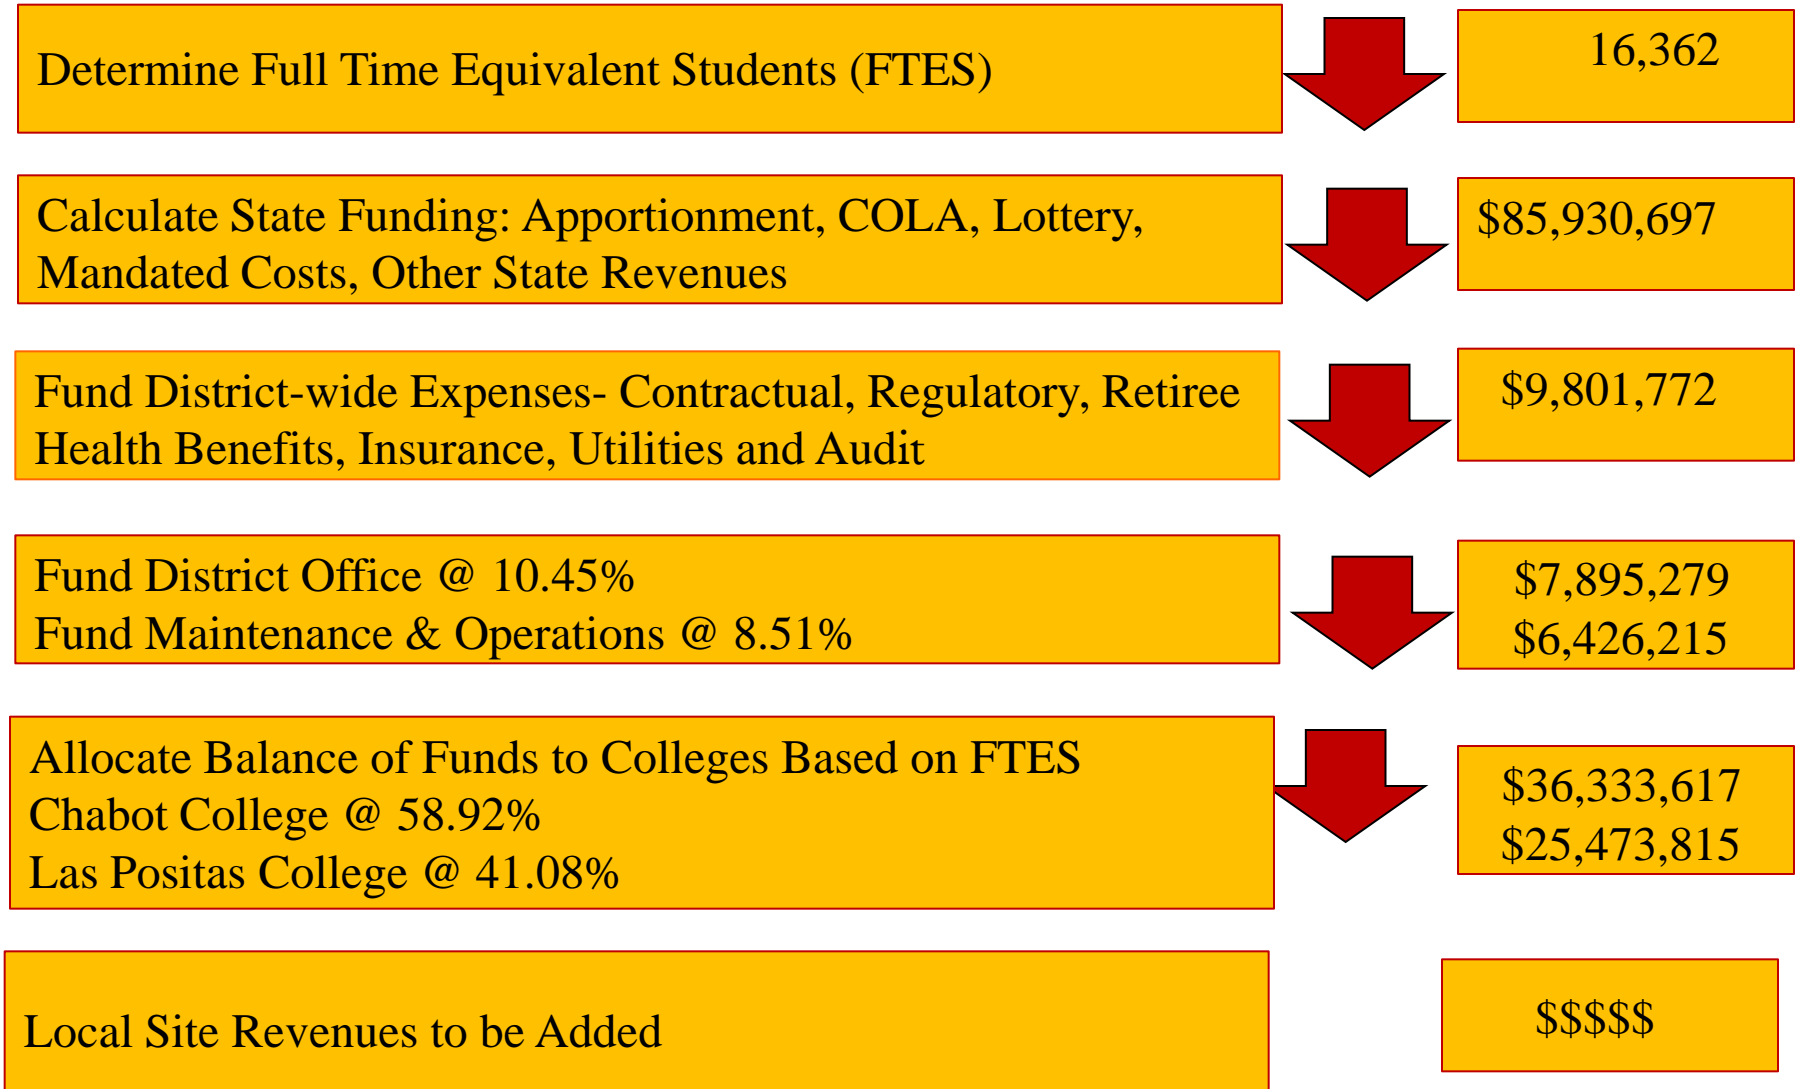 Determine Full Time Equivalent Students (FTES)
16,362
Calculate State Funding: Apportionment, COLA, Lottery,
Mandated Costs, Other State Revenues
$85,930,697
Fund District-wide Expenses- Contractual, Regulatory, Retiree
Health Benefits, Insurance, Utilities and Audit
$9,801,772
Fund District Office @ 10.45%
Fund Maintenance & Operations @ 8.51%
$7,895,279
$6,426,215
Allocate Balance of Funds to Colleges Based on FTES
Chabot College @ 58.92%
Las Positas College @ 41.08%
$36,333,617
$25,473,815
Local Site Revenues to be Added
$$$$$